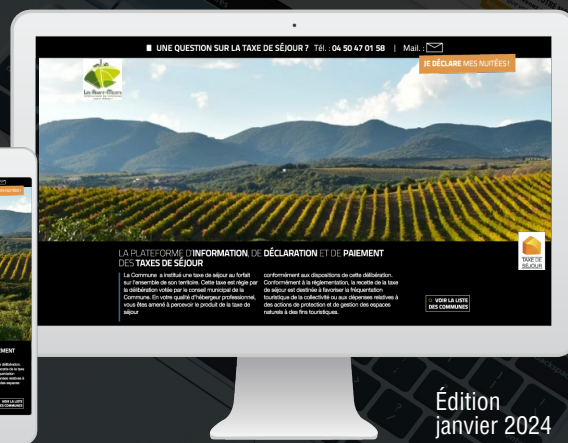 UNE QUESTION SUR LA TAXE DE SÉJOUR ? Tél. : 04 50 47 01 58 | Mail. :
JE DÉCLARE MES NUITÉES !
LA PLATEFORME D'INFORMATION, DE DÉCLARATION ET DE PAIEMENT
DES TAXES DE SÉJOUR
La Commune a institué une taxe de séjour au forfait
sur l'ensemble de son territoire. Cette taxe est régie par
la délibération votée par le conseil municipal de la
Commune. En votre qualité d'hébergeur professionnel,
vous êtes amené à percevoir le produit de la taxe de
séjour
conformément aux dispositions de cette délibération.
Conformément à la réglementation, la recette de la taxe
de séjour est destinée à favoriser la fréquentation
touristique de la collectivité ou aux dépenses relatives à
des actions de protection et de gestion des espaces
naturels à des fins touristiques.
TAXE DE
SÉJOUR
VOIR LA LISTE
DES COMMUNES
Édition
janvier 2024